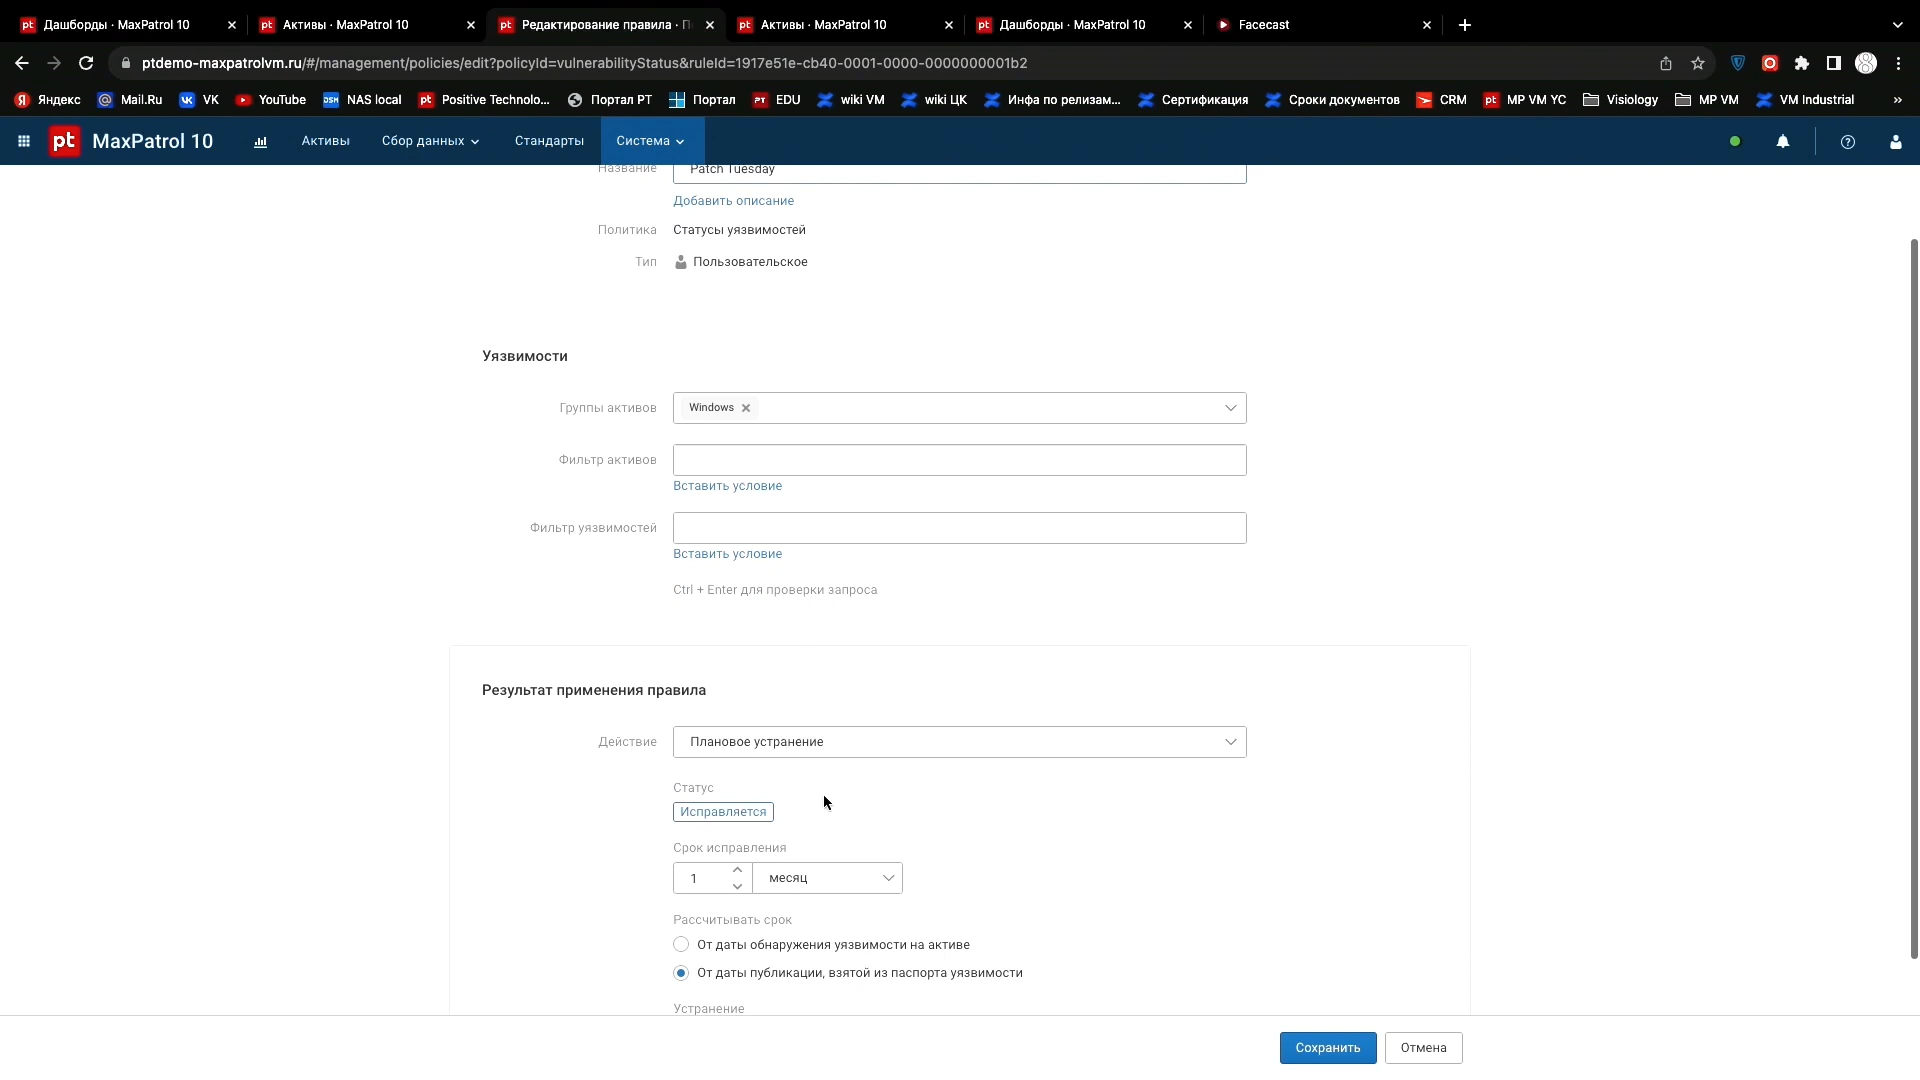 Дашборды · MaxPatrol 10
Активы · MaxPatrol 10
Редактирование правила · П
Активы · MaxPatrol 10
Дашборды · MaxPatrol 10
Facecast
ptdemo-maxpatrolvm.ru/#/management/policies/edit?policyId=vulnerabilityStatus&ruleId=1917e51e-cb40-0001-0000-0000000001b2
Яндекс
Mail.Ru
VK
YouTube
NAS local
Positive Technolo...
Портал PT
Портал
EDU
wiki VM
wiki ЦК
Инфа по релизам...
Сертификация
Сроки документов
CRM
MP VM YC
Visiology
MP VM
VM Industrial
»
pt MaxPatrol 10
Активы
Сбор данных
Стандарты
Система
Название Patch Tuesday
Добавить описание
Политика Статусы уязвимостей
Тип Пользовательское
Уязвимости
Группы активов Windows
Фильтр активов
Вставить условие
Фильтр уязвимостей
Вставить условие
Ctrl + Enter для проверки запроса
Результат применения правила
Действие Плановое устранение
Статус
Исправляется
Срок исправления
1 месяц
Рассчитывать срок
От даты обнаружения уязвимости на активе
От даты публикации, взятой из паспорта уязвимости
Устранение
Сохранить Отмена